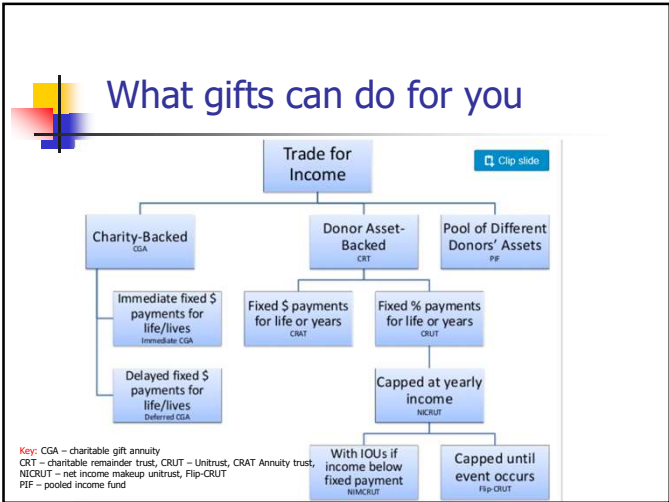 What gifts can do for you
Trade for
Income
Clip slide
Charity-Backed
CGA
Donor Asset-
Backed
CRT
Pool of Different
Donors' Assets
PIF
Immediate fixed $
payments for
life/lives
Immediate CGA
Fixed $ payments
for life or years
CRAT
Fixed % payments
for life or years
CRUT
Delayed fixed $
payments for
life/lives
Deferred CGA
Capped at yearly
income
NICRUT
With IOUs if
income below
fixed payment
NIMCRUT
Capped until
event occurs
Flip-CRUT
Key: CGA – charitable gift annuity
CRT – charitable remainder trust, CRUT – Unitrust, CRAT Annuity trust,
NICRUT – net income makeup unitrust, Flip-CRUT
PIF – pooled income fund